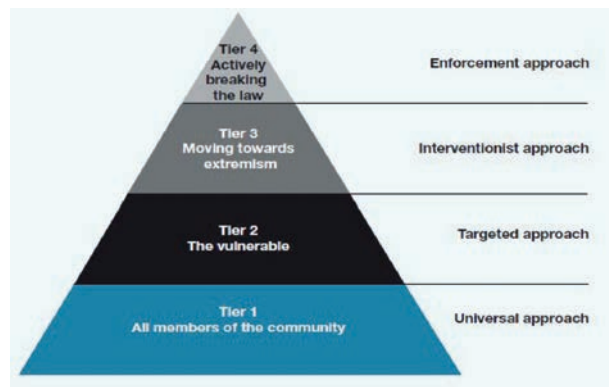 Tier 4
Actively
breaking
the law
Enforcement approach
Tier 3
Moving towards
extremism
Interventionist approach
Tier 2
The vulnerable
Targeted approach
Tier 1
All members of the community
Universal approach